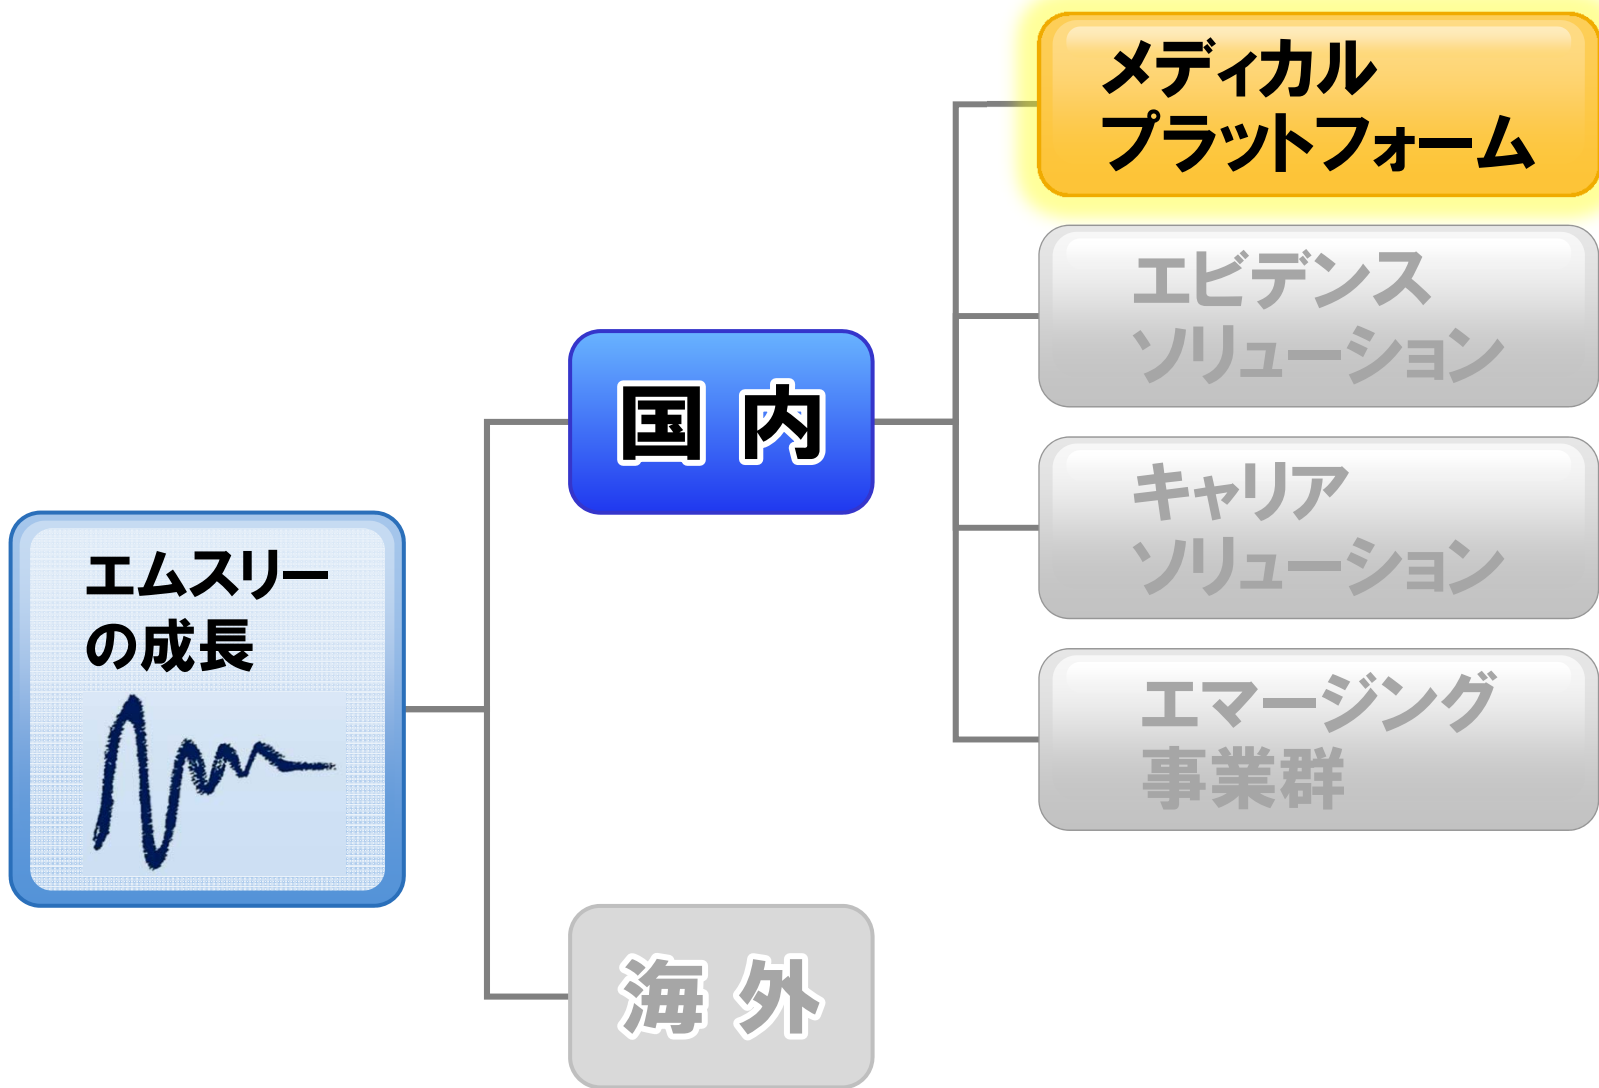 メディカル
プラットフォーム
エビデンス
ソリューション
国内
キャリア
ソリューション
エムスリー
の成長
エマージング
事業群
海外